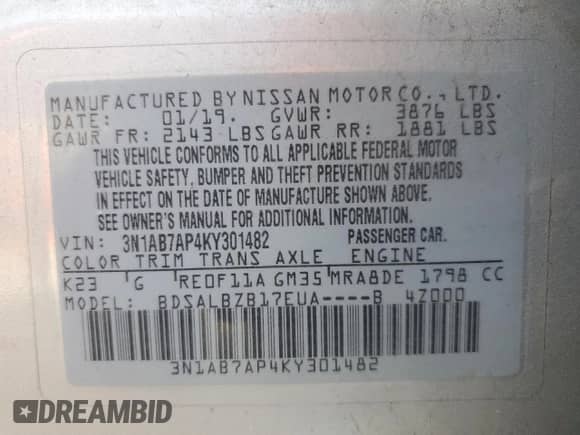 MANUFACTURED BY NISSAN MOTOR CO., LTD.
DATE: 01/19. GVWR: 3876 LBS
GAWR FR: 2143 LBS GAWR RR: 1881 LBS
THIS VEHICLE CONFORMS TO ALL APPLICABLE FEDERAL MOTOR
VEHICLE SAFETY, BUMPER AND THEFT PREVENTION STANDARDS
IN EFFECT ON THE DATE OF MANUFACTURE SHOWN ABOVE.
SEE OWNER'S MANUAL FOR ADDITIONAL INFORMATION.
VIN: 3N1AB7AP4KY301482 PASSENGER CAR.
COLOR TRIM TRANS AXLE ENGINE
K23 G RE0F11A GM35 MRA8DE 1798 CC
MODEL: BDSALBZB17EUA----B 4Z000
3N1AB7AP4KY301482
DREAMBID